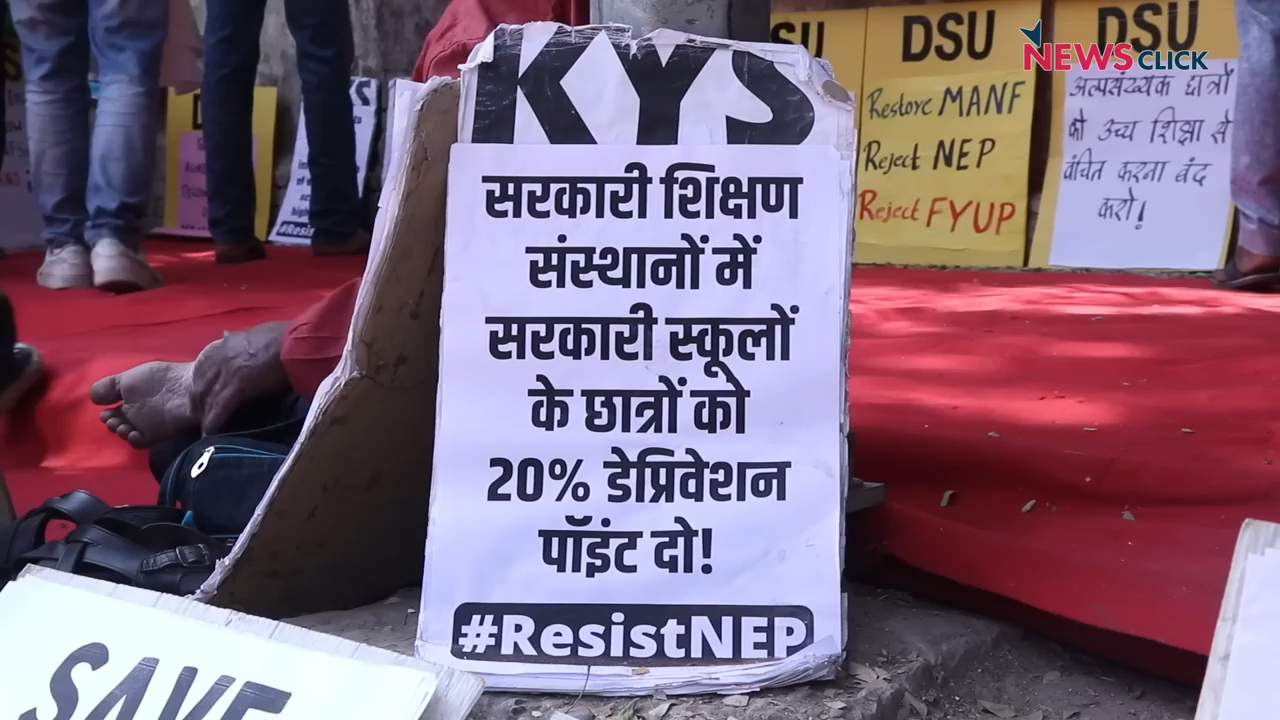 KYS
सरकारी शिक्षण
संस्थानों में
सरकारी स्कूलों
के छात्रों को
20% डेप्रिवेशन
पॉइंट दो!
#ResistNEP
DSU
Restore MANF
Reject NEP
Reject FYUP
DSU
अल्पसंख्यक छात्रों
को उच्च शिक्षा से
वंचित करना बंद
करो!
NEWSCLICK
SU
#Resis
SAVE